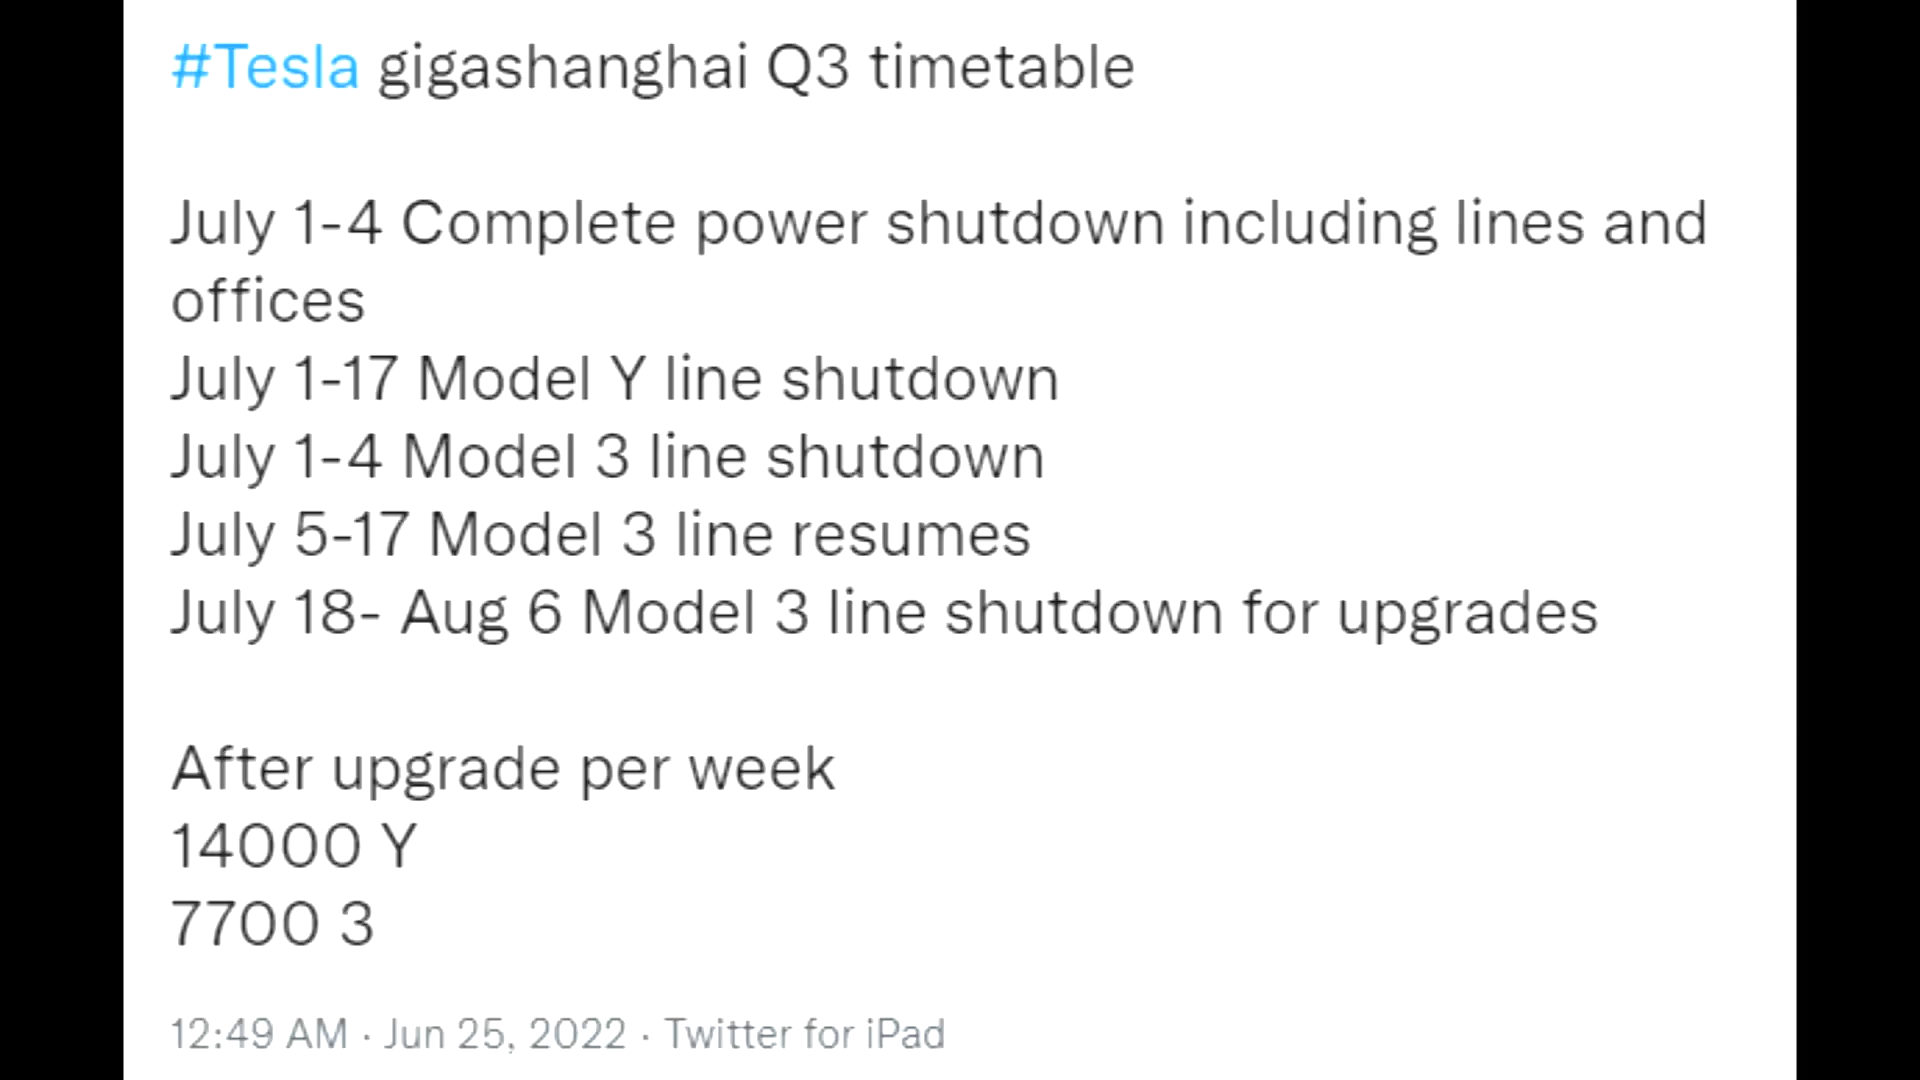 #Tesla gigashanghai Q3 timetable
July 1-4 Complete power shutdown including lines and
offices
July 1-17 Model Y line shutdown
July 1-4 Model 3 line shutdown
July 5-17 Model 3 line resumes
July 18- Aug 6 Model 3 line shutdown for upgrades
After upgrade per week
14000 Y
7700 3
12:49 AM · Jun 25, 2022 · Twitter for iPad